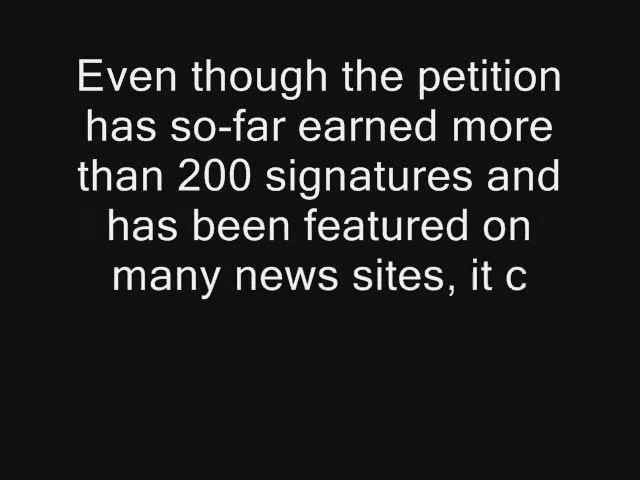 Even though the petition
has so-far earned more
than 200 signatures and
has been featured on
many news sites, it c